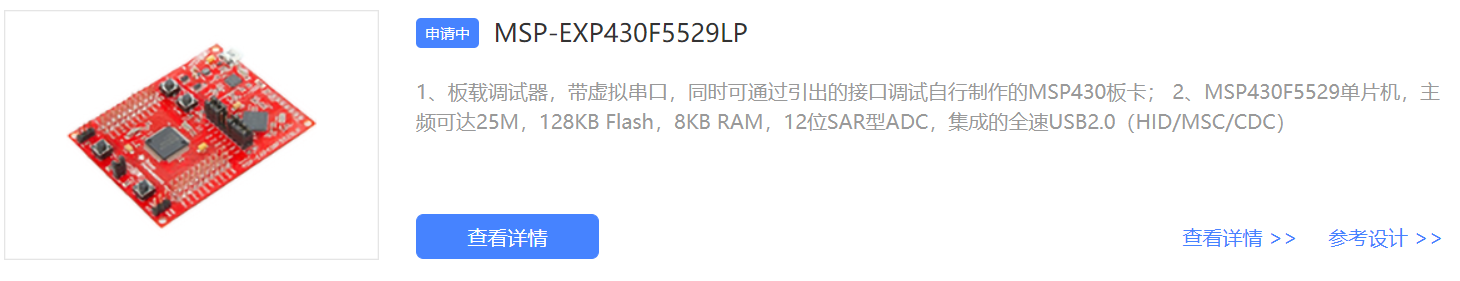 申请中 MSP-EXP430F5529LP
1、板载调试器，带虚拟串口，同时可通过引出的接口调试自行制作的MSP430板卡； 2、MSP430F5529单片机，主
频可达25M，128KB Flash，8KB RAM，12位SAR型ADC，集成的全速USB2.0（HID/MSC/CDC）
查看详情 查看详情 >> 参考设计 >>